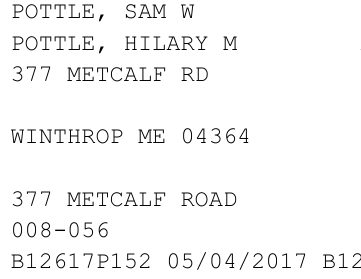 POTTLE, SAM W
POTTLE, HILARY M
377 METCALF RD
WINTHROP ME 04364
377 METCALF ROAD
008-056
B12617P152 05/04/2017 B12